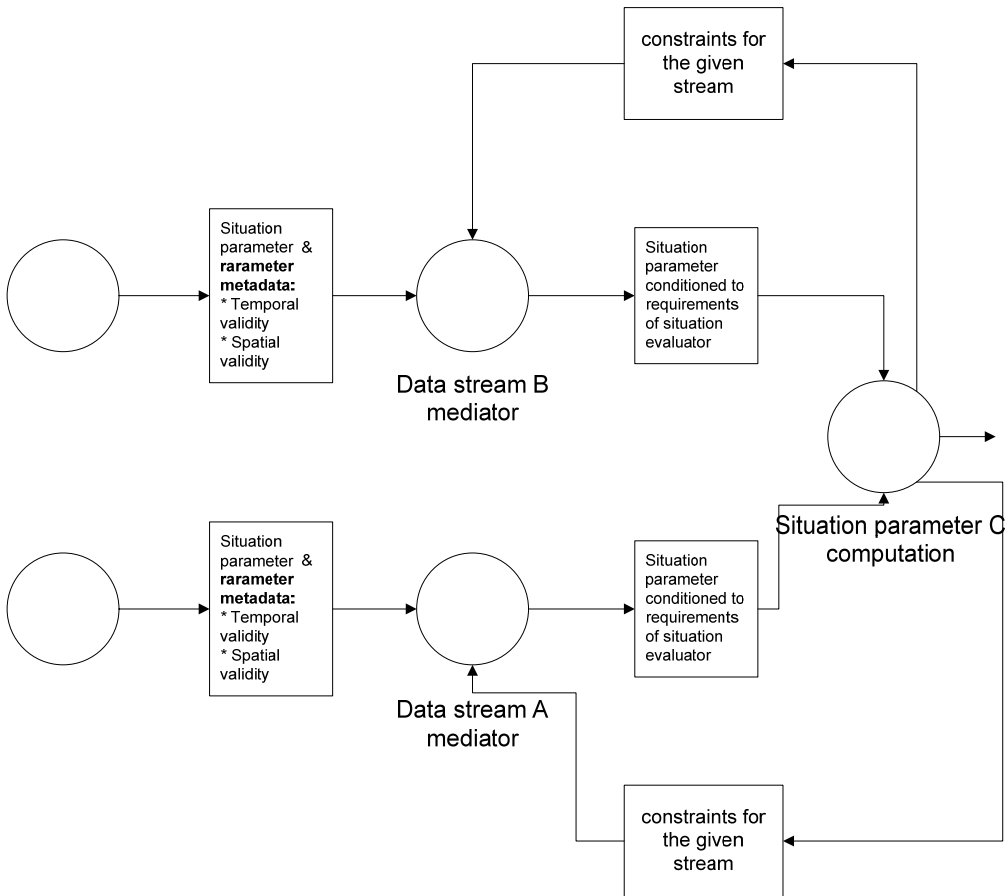 constraints for
the given
stream
Situation
parameter &
rarameter
metadata:
* Temporal
validity
* Spatial
validity
Situation
parameter
conditioned to
requirements
of situation
evaluator
Data stream B
mediator
Situation parameter C
computation
Situation
parameter &
rarameter
metadata:
* Temporal
validity
* Spatial
validity
Situation
parameter
conditioned to
requirements
of situation
evaluator
Data stream A
mediator
constraints for
the given
stream